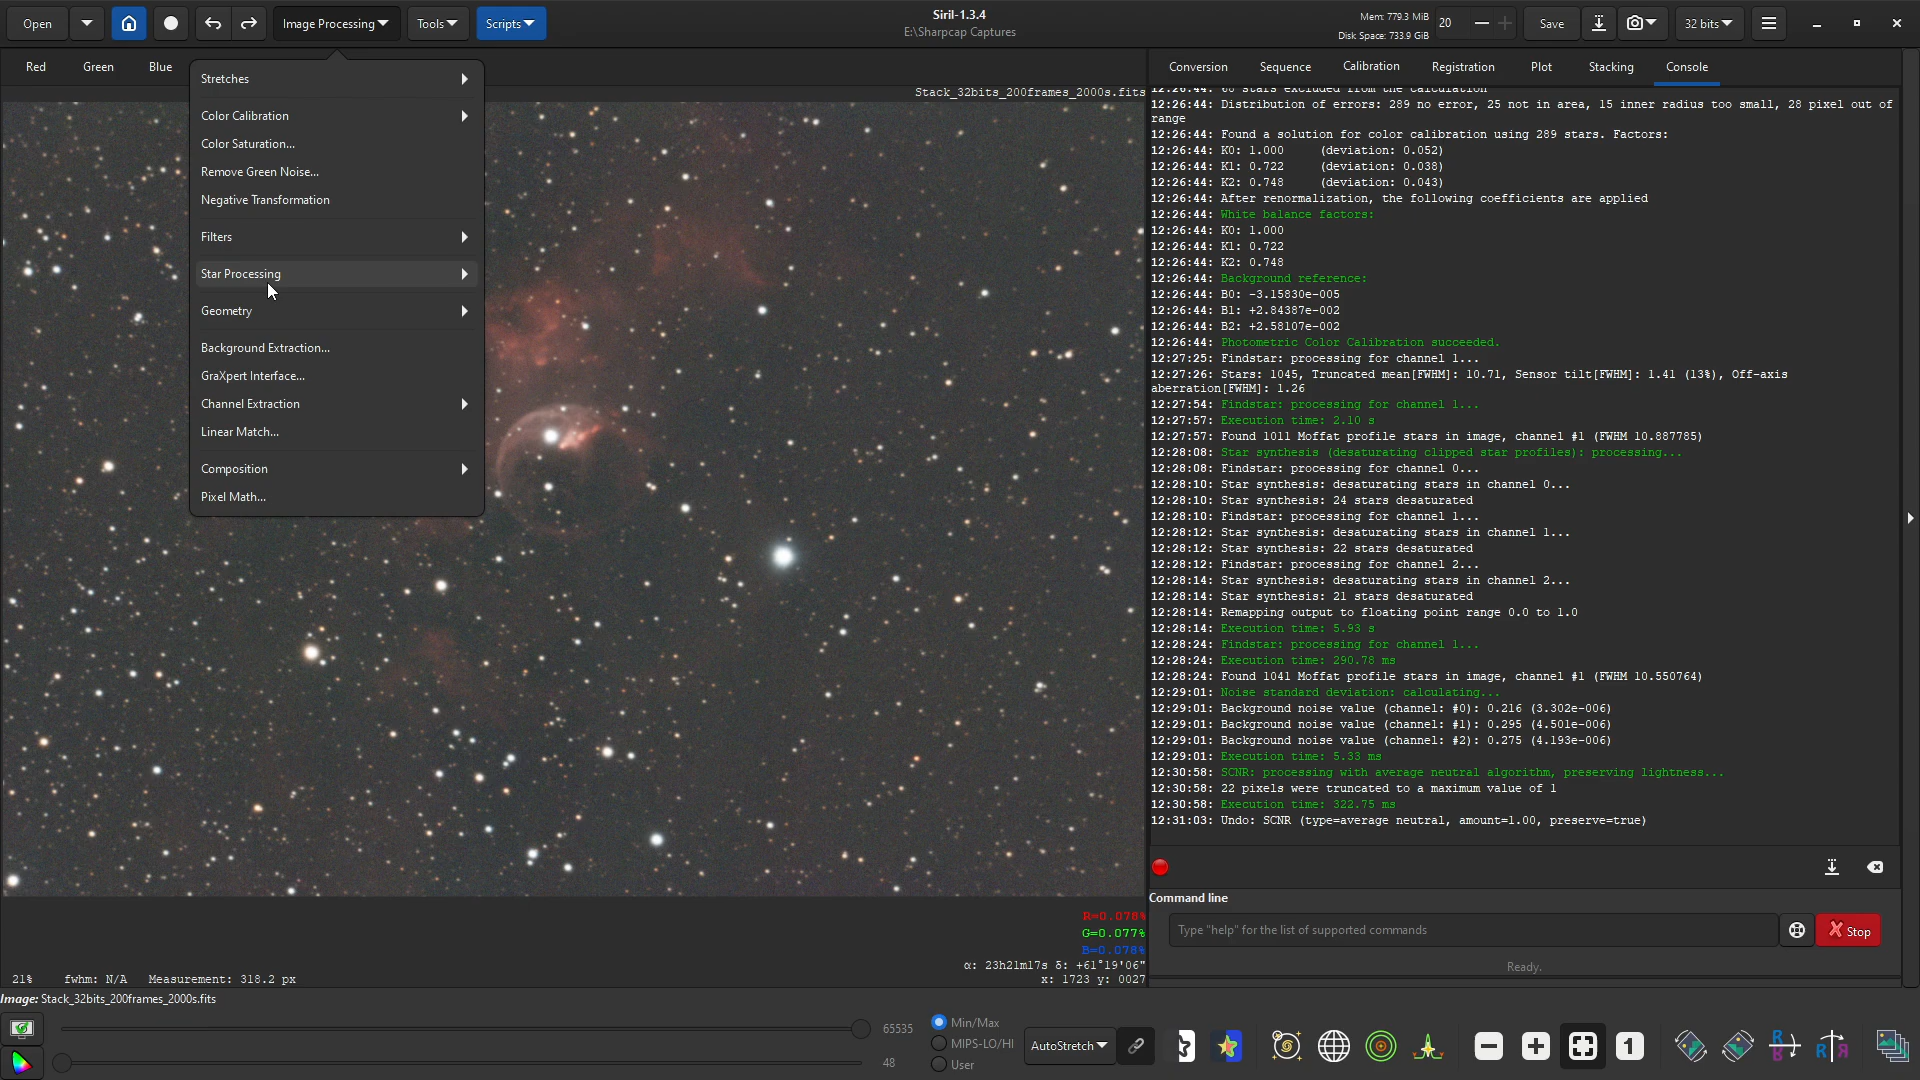 Open
Image Processing
Tools
Scripts
Siril-1.3.4
E:\Sharpcap Captures
Mem: 779.3 MiB
Disk Space: 733.9 GiB
20
Save
32 bits
Red
Green
Blue
Stretches
Color Calibration
Color Saturation...
Remove Green Noise...
Negative Transformation
Filters
Star Processing
Geometry
Background Extraction...
GraXpert Interface...
Channel Extraction
Linear Match...
Composition
Pixel Math...
Stack_32bits_200frames_2000s.fits
R=0.078%
G=0.077%
B=0.078%
α: 23h21m17s δ: +61°19'06"
x: 1723 y: 0027
21%
fwhm: N/A
Measurement: 318.2 px
Conversion
Sequence
Calibration
Registration
Plot
Stacking
Console
12:26:44: 60 stars excluded from the calculation
12:26:44: Distribution of errors: 289 no error, 25 not in area, 15 inner radius too small, 28 pixel out of
range
12:26:44: Found a solution for color calibration using 289 stars. Factors:
12:26:44: K0: 1.000 (deviation: 0.052)
12:26:44: K1: 0.722 (deviation: 0.038)
12:26:44: K2: 0.748 (deviation: 0.043)
12:26:44: After renormalization, the following coefficients are applied
12:26:44: White balance factors:
12:26:44: K0: 1.000
12:26:44: K1: 0.722
12:26:44: K2: 0.748
12:26:44: Background reference:
12:26:44: B0: -3.15830e-005
12:26:44: B1: +2.84387e-002
12:26:44: B2: +2.58107e-002
12:26:44: Photometric Color Calibration succeeded.
12:27:25: Findstar: processing for channel 1...
12:27:26: Stars: 1045, Truncated mean[FWHM]: 10.71, Sensor tilt[FWHM]: 1.41 (13%), Off-axis
aberration[FWHM]: 1.26
12:27:54: Findstar: processing for channel 1...
12:27:57: Execution time: 2.10 s
12:27:57: Found 1011 Moffat profile stars in image, channel #1 (FWHM 10.887785)
12:28:08: Star synthesis (desaturating clipped star profiles): processing...
12:28:08: Findstar: processing for channel 0...
12:28:10: Star synthesis: desaturating stars in channel 0...
12:28:10: Star synthesis: 24 stars desaturated
12:28:10: Findstar: processing for channel 1...
12:28:12: Star synthesis: desaturating stars in channel 1...
12:28:12: Star synthesis: 22 stars desaturated
12:28:12: Findstar: processing for channel 2...
12:28:14: Star synthesis: desaturating stars in channel 2...
12:28:14: Star synthesis: 21 stars desaturated
12:28:14: Remapping output to floating point range 0.0 to 1.0
12:28:14: Execution time: 5.93 s
12:28:24: Findstar: processing for channel 1...
12:28:24: Execution time: 290.78 ms
12:28:24: Found 1041 Moffat profile stars in image, channel #1 (FWHM 10.550764)
12:29:01: Noise standard deviation: calculating...
12:29:01: Background noise value (channel: #0): 0.216 (3.302e-006)
12:29:01: Background noise value (channel: #1): 0.295 (4.501e-006)
12:29:01: Background noise value (channel: #2): 0.275 (4.193e-006)
12:29:01: Execution time: 5.33 ms
12:30:58: SCNR: processing with average neutral algorithm, preserving lightness...
12:30:58: 22 pixels were truncated to a maximum value of 1
12:30:58: Execution time: 322.75 ms
12:31:03: Undo: SCNR (type=average neutral, amount=1.00, preserve=true)
Command line
Type "help" for the list of supported commands
Stop
Ready.
Image: Stack_32bits_200frames_2000s.fits
65535
48
Min/Max
MIPS-LO/HI
User
AutoStretch
1
R
R
R
R